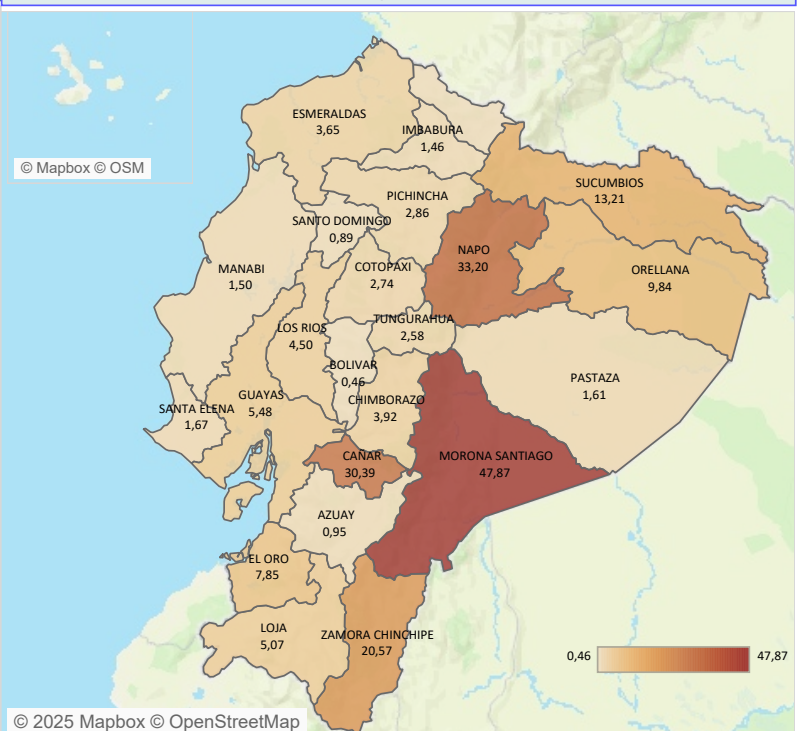 © Mapbox © OSM
ESMERALDAS
3,65
IMBABURA
1,46
SUCUMBIOS
13,21
PICHINCHA
2,86
SANTO DOMINGO
0,89
NAPO
33,20
MANABI
1,50
COTOPAXI
2,74
ORELLANA
9,84
TUNGURAHUA
2,58
LOS RIOS
4,50
BOLIVAR
0,46
PASTAZA
1,61
GUAYAS
5,48
CHIMBORAZO
3,92
SANTA ELENA
1,67
CAÑAR
30,39
MORONA SANTIAGO
47,87
AZUAY
0,95
EL ORO
7,85
LOJA
5,07
ZAMORA CHINCHIPE
20,57
0,46
47,87
© 2025 Mapbox © OpenStreetMap